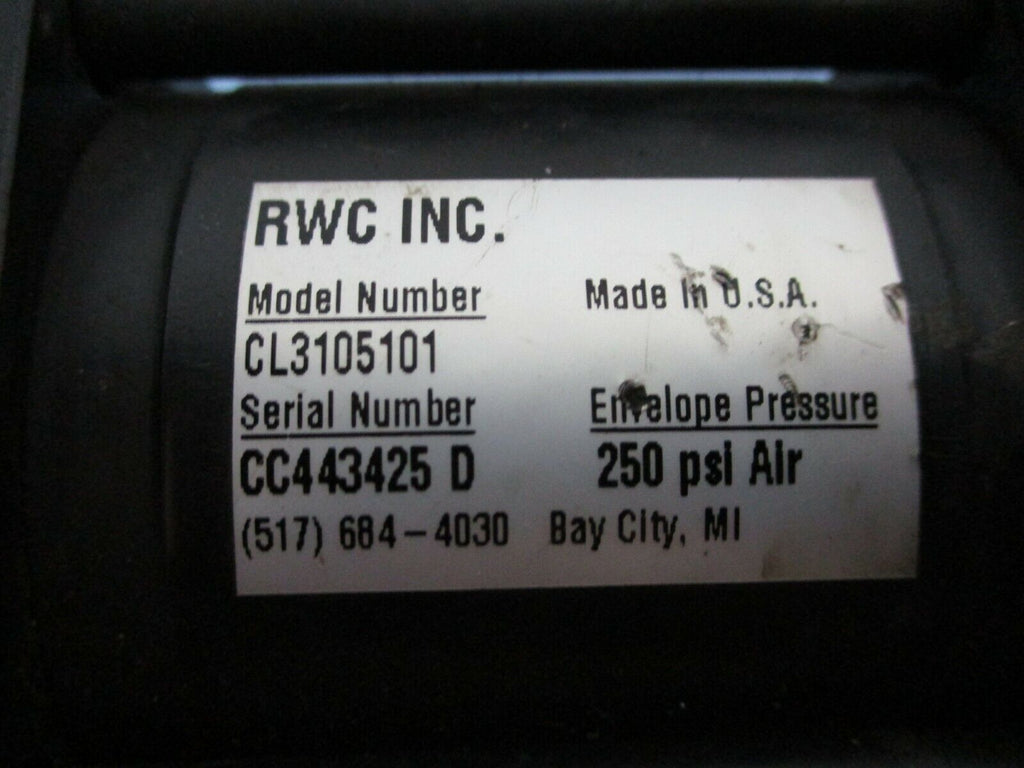 RWC INC.
Model Number Made In U.S.A.
CL3105101
Serial Number Envelope Pressure
CC443425 D 250 psi Air
(517) 684-4030 Bay City, MI